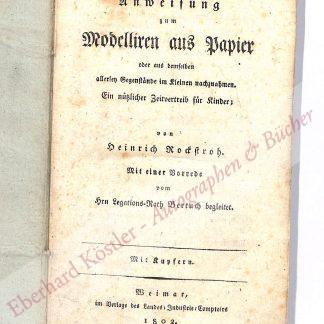 Anweisung
zum
Modelliren aus Papier
oder aus demselben
allerley Gegenstände im Kleinen nachzuahmen.
Ein nützlicher Zeitvertreib für Kinder;
von
Heinrich Rockstroh.
Mit einer Vorrede
vom
Hrn Legations-Rath Bertuch begleitet.
Mit Kupfern.
Weimar,
im Verlage des Landes-Industrie-Comptoirs
1802.
Eberhard Köstler - Autographen & Bücher